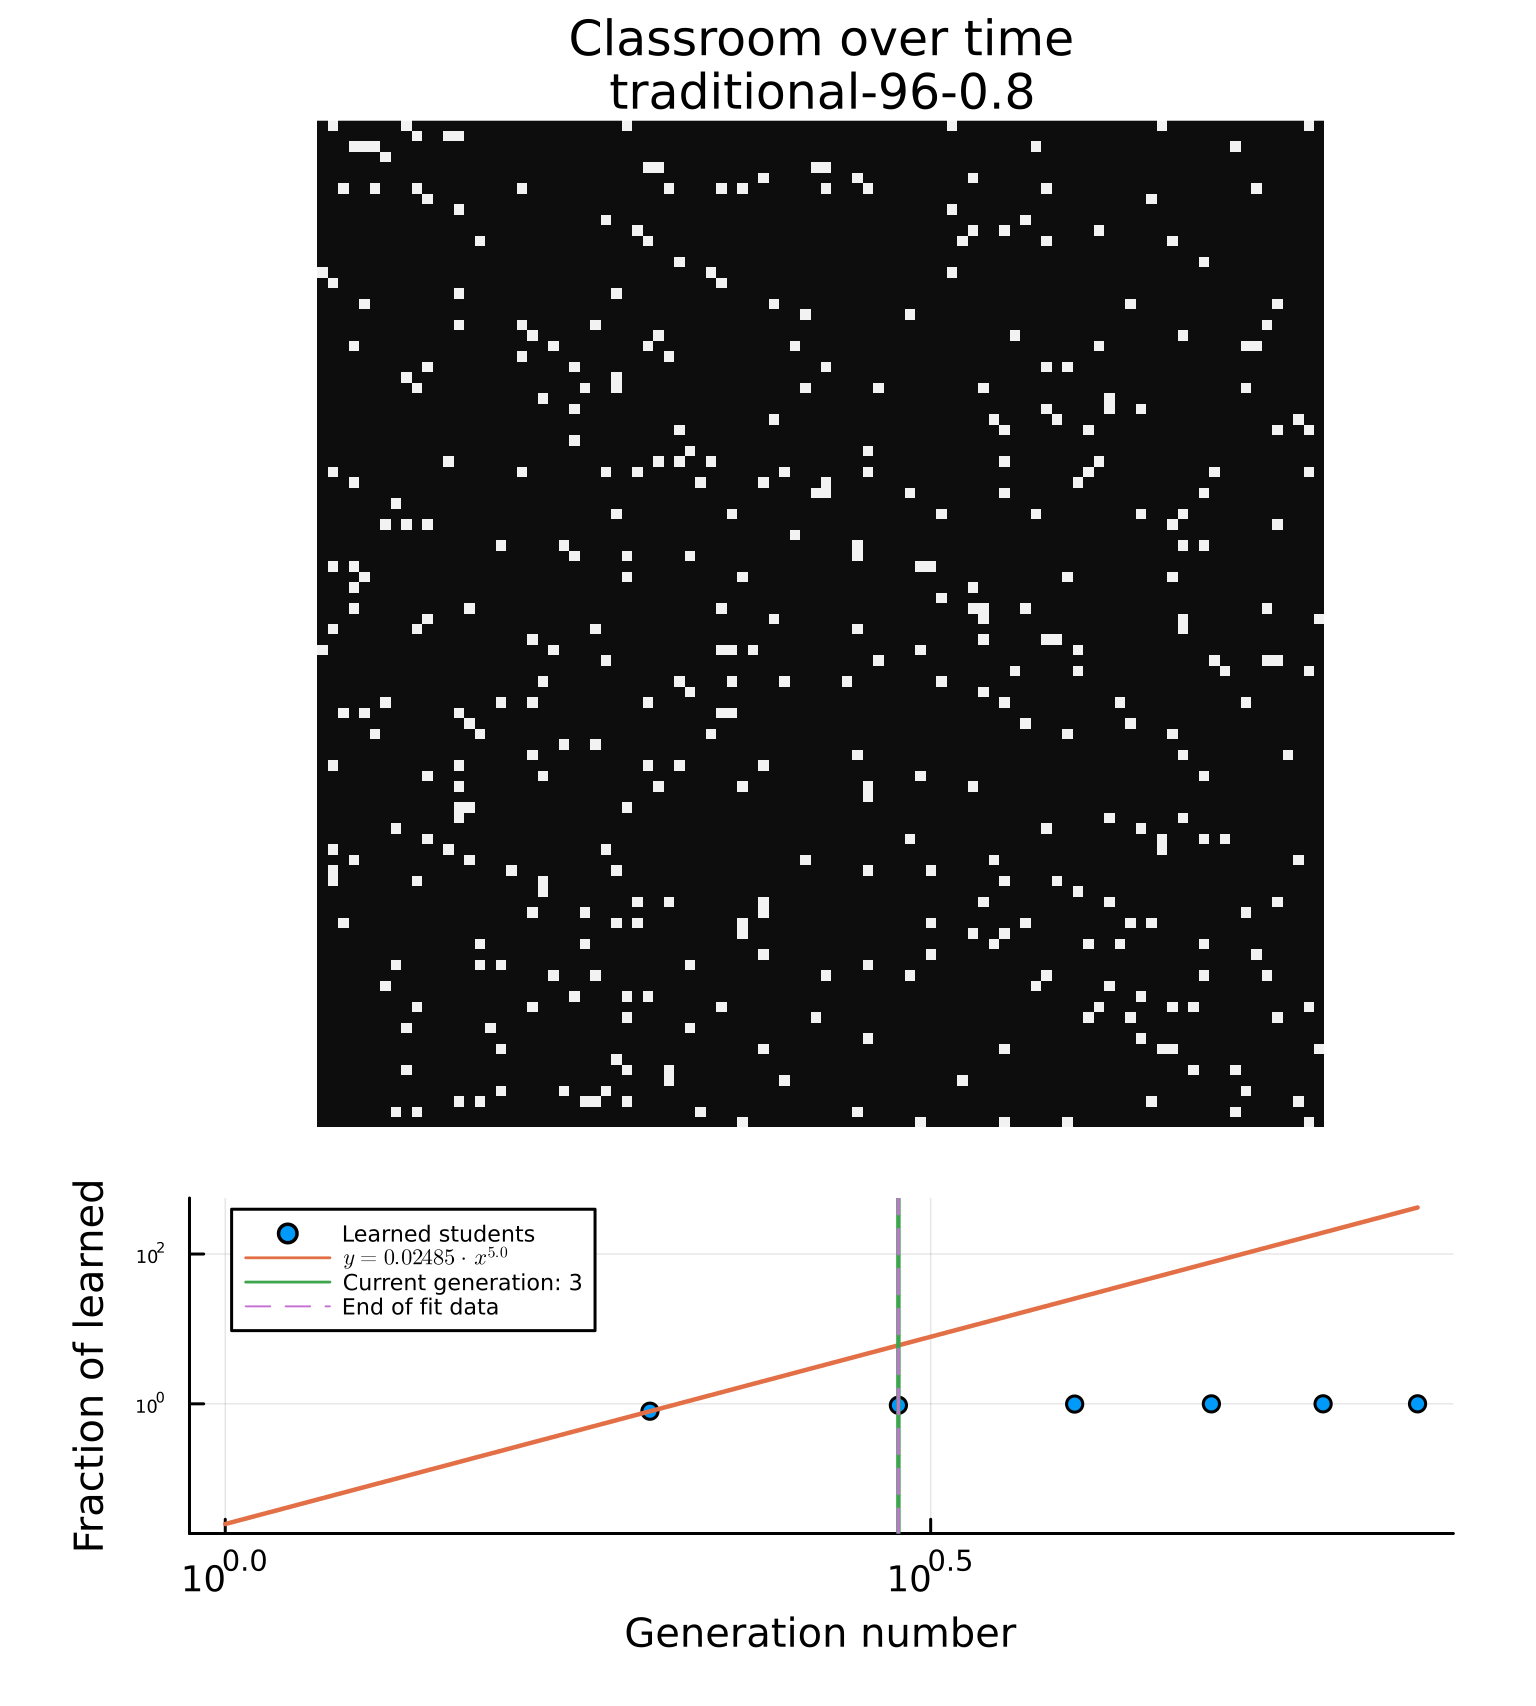 Classroom over time
traditional-96-0.8
Fraction of learned
10^2
10^0
Learned students
y = 0.02485 · x^5.0
Current generation: 3
End of fit data
10^0.0
10^0.5
Generation number